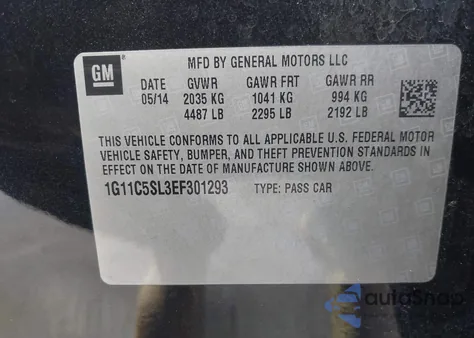 GM
MFD BY GENERAL MOTORS LLC
DATE GVWR GAWR FRT GAWR RR
05/14 2035 KG 1041 KG 994 KG
4487 LB 2295 LB 2192 LB
THIS VEHICLE CONFORMS TO ALL APPLICABLE U.S. FEDERAL MOTOR
VEHICLE SAFETY, BUMPER, AND THEFT PREVENTION STANDARDS IN
EFFECT ON THE DATE OF MANUFACTURE SHOWN ABOVE.
1G11C5SL3EF301293 TYPE: PASS CAR
autoSnap